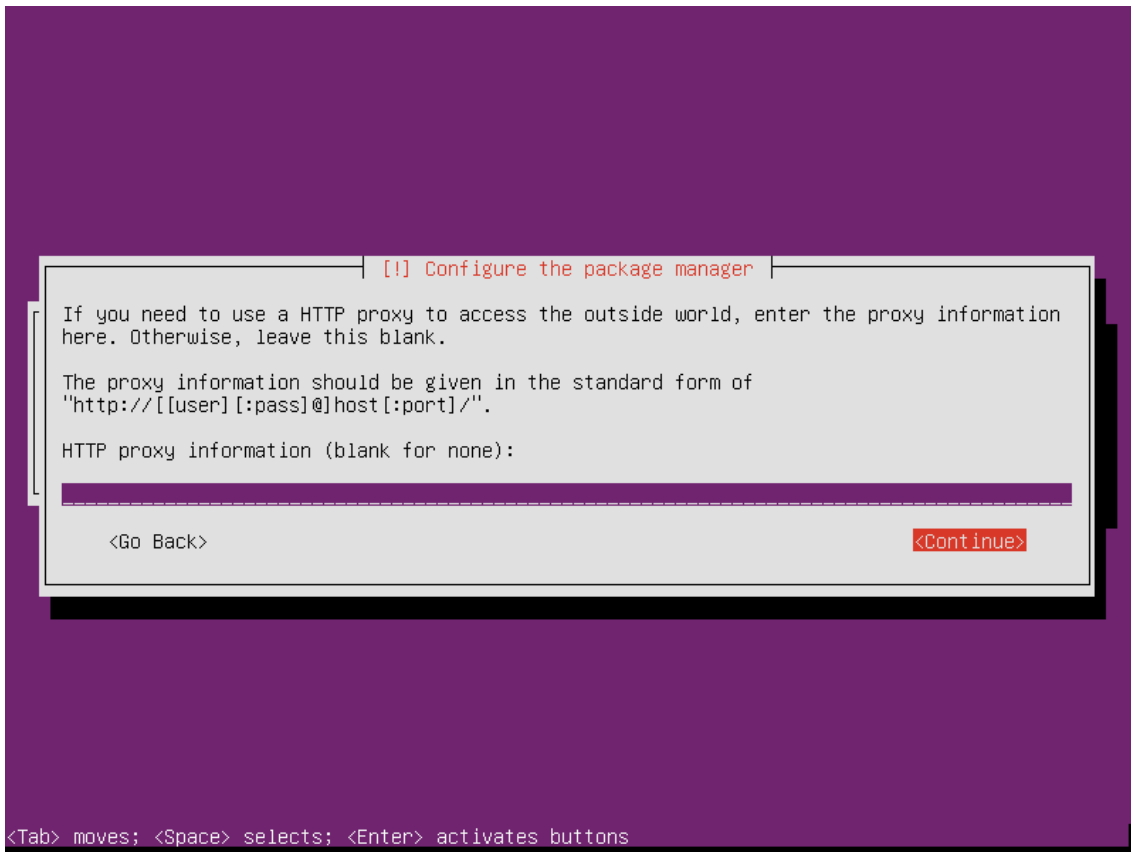 [!] Configure the package manager
If you need to use a HTTP proxy to access the outside world, enter the proxy information
here. Otherwise, leave this blank.
The proxy information should be given in the standard form of
"http://[[user][:pass]@]host[:port]/".
HTTP proxy information (blank for none):
<Go Back> <Continue>
<Tab> moves; <Space> selects; <Enter> activates buttons